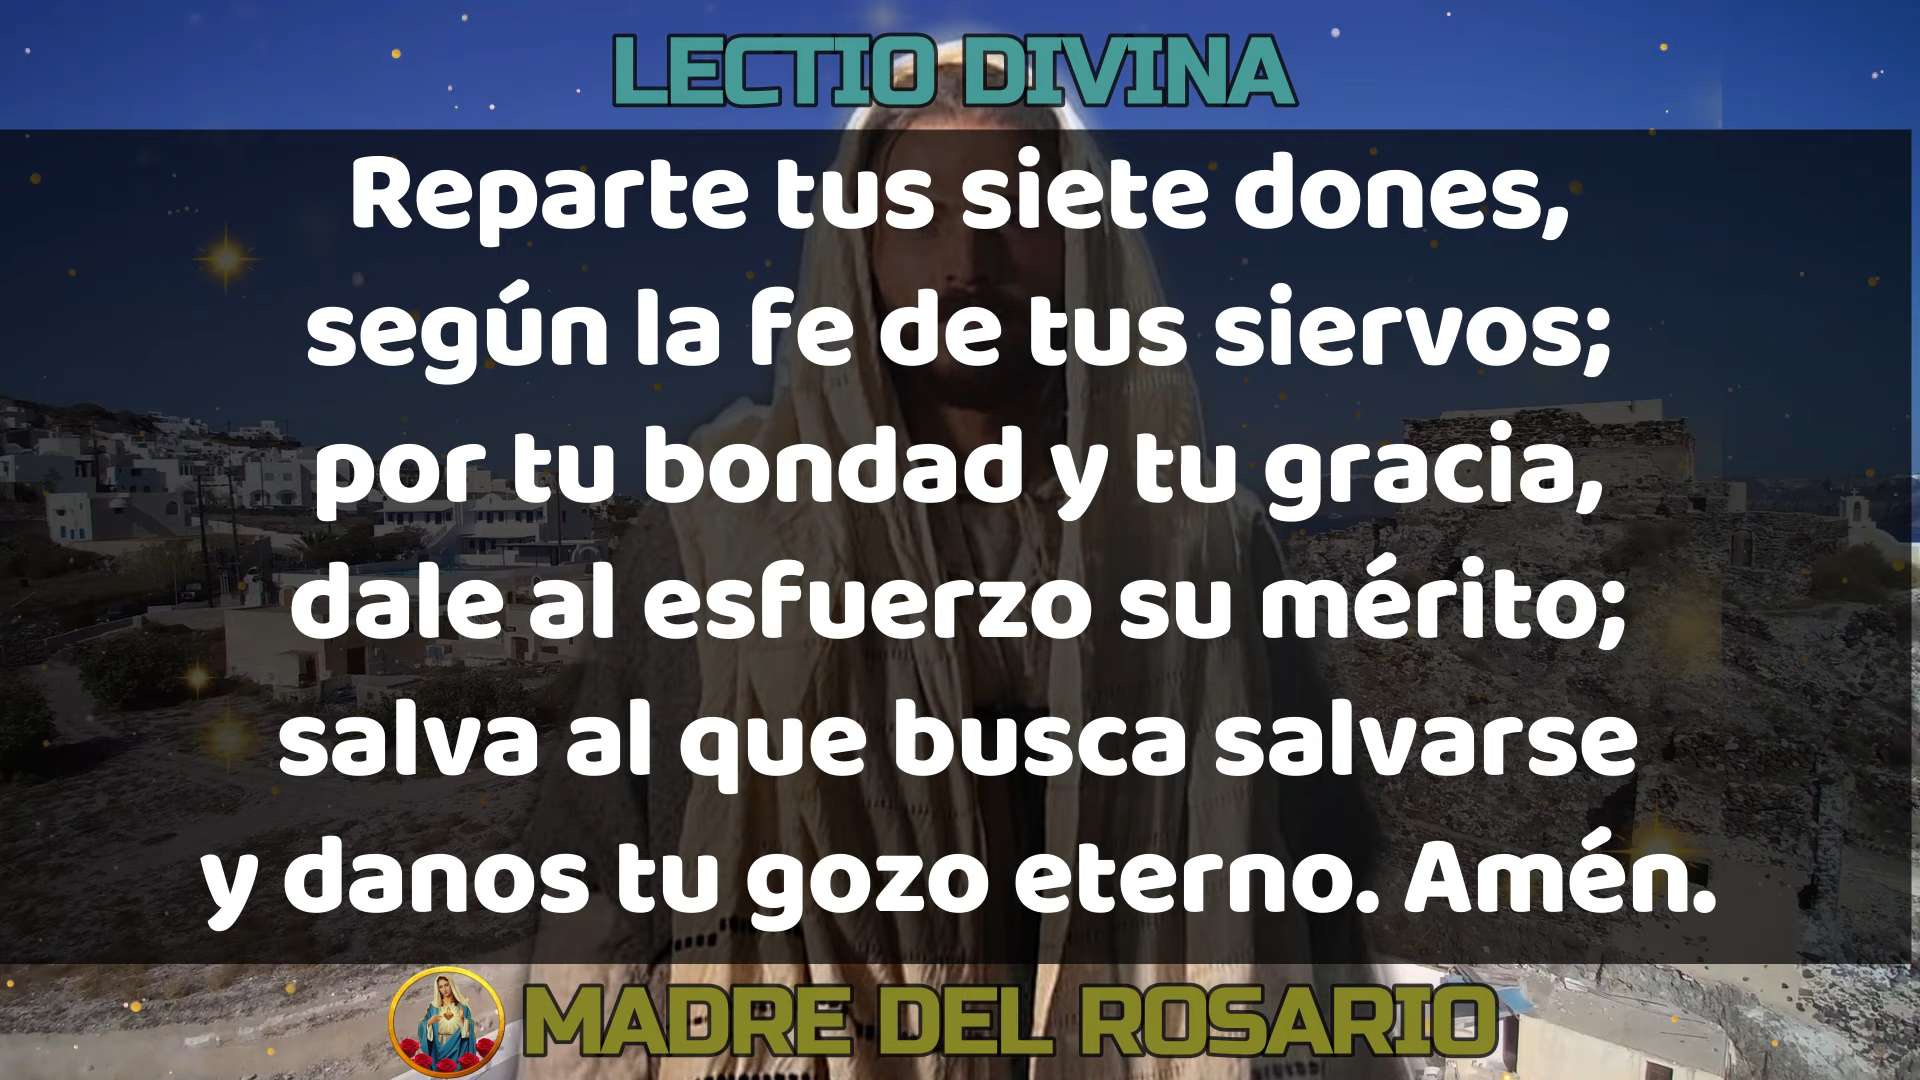 LECTIO DIVINA
Reparte tus siete dones,
según la fe de tus siervos;
por tu bondad y tu gracia,
dale al esfuerzo su mérito;
salva al que busca salvarse
y danos tu gozo eterno. Amén.
MADRE DEL ROSARIO